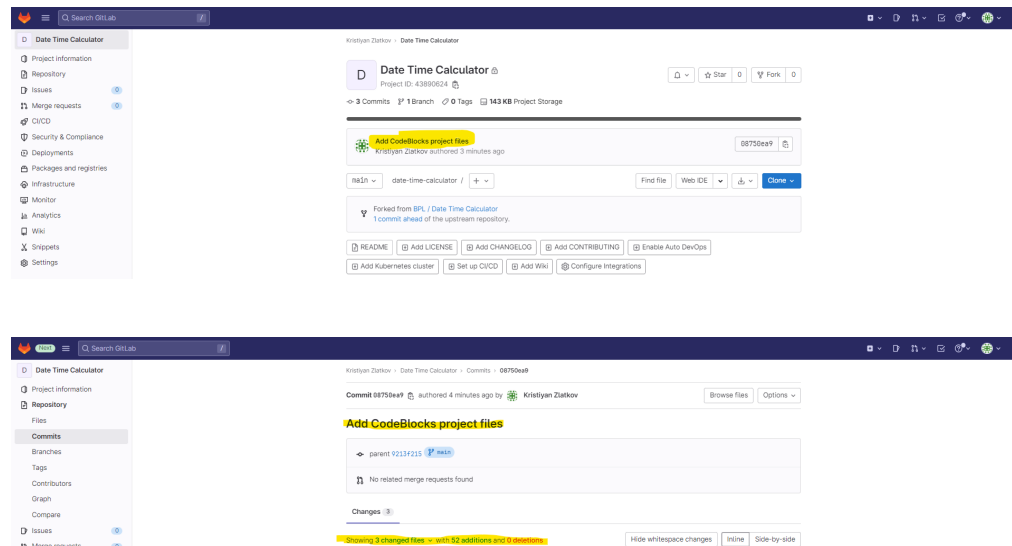 Search GitLab /
D Date Time Calculator
Project information
Repository
Issues 0
Merge requests 0
CI/CD
Security & Compliance
Deployments
Packages and registries
Infrastructure
Monitor
Analytics
Wiki
Snippets
Settings
Kristiyan Zlatkov › Date Time Calculator
D Date Time Calculator
Project ID: 43890624
Star 0 Fork 0
3 Commits 1 Branch 0 Tags 143 KB Project Storage
Add CodeBlocks project files
Kristiyan Zlatkov authored 3 minutes ago
08750ea9
main date-time-calculator / +
Find file Web IDE Clone
Forked from BPL / Date Time Calculator
1 commit ahead of the upstream repository.
README Add LICENSE Add CHANGELOG Add CONTRIBUTING Enable Auto DevOps
Add Kubernetes cluster Set up CI/CD Add Wiki Configure Integrations
Next Search GitLab /
D Date Time Calculator
Project information
Repository
Files
Commits
Branches
Tags
Contributors
Graph
Compare
Issues 0
Merge requests
Kristiyan Zlatkov › Date Time Calculator › Commits › 08750ea9
Commit 08750ea9 authored 4 minutes ago by Kristiyan Zlatkov
Browse files Options
Add CodeBlocks project files
parent 9213f215 main
No related merge requests found
Changes 3
Showing 3 changed files with 52 additions and 0 deletions
Hide whitespace changes Inline Side-by-side